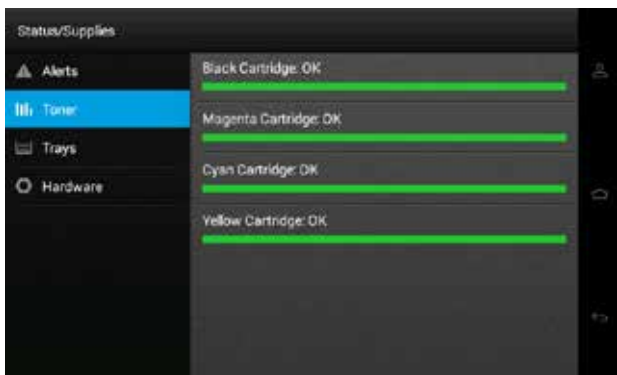 Status/Supplies
Alerts
Toner
Trays
Hardware
Black Cartridge: OK
Magenta Cartridge: OK
Cyan Cartridge: OK
Yellow Cartridge: OK